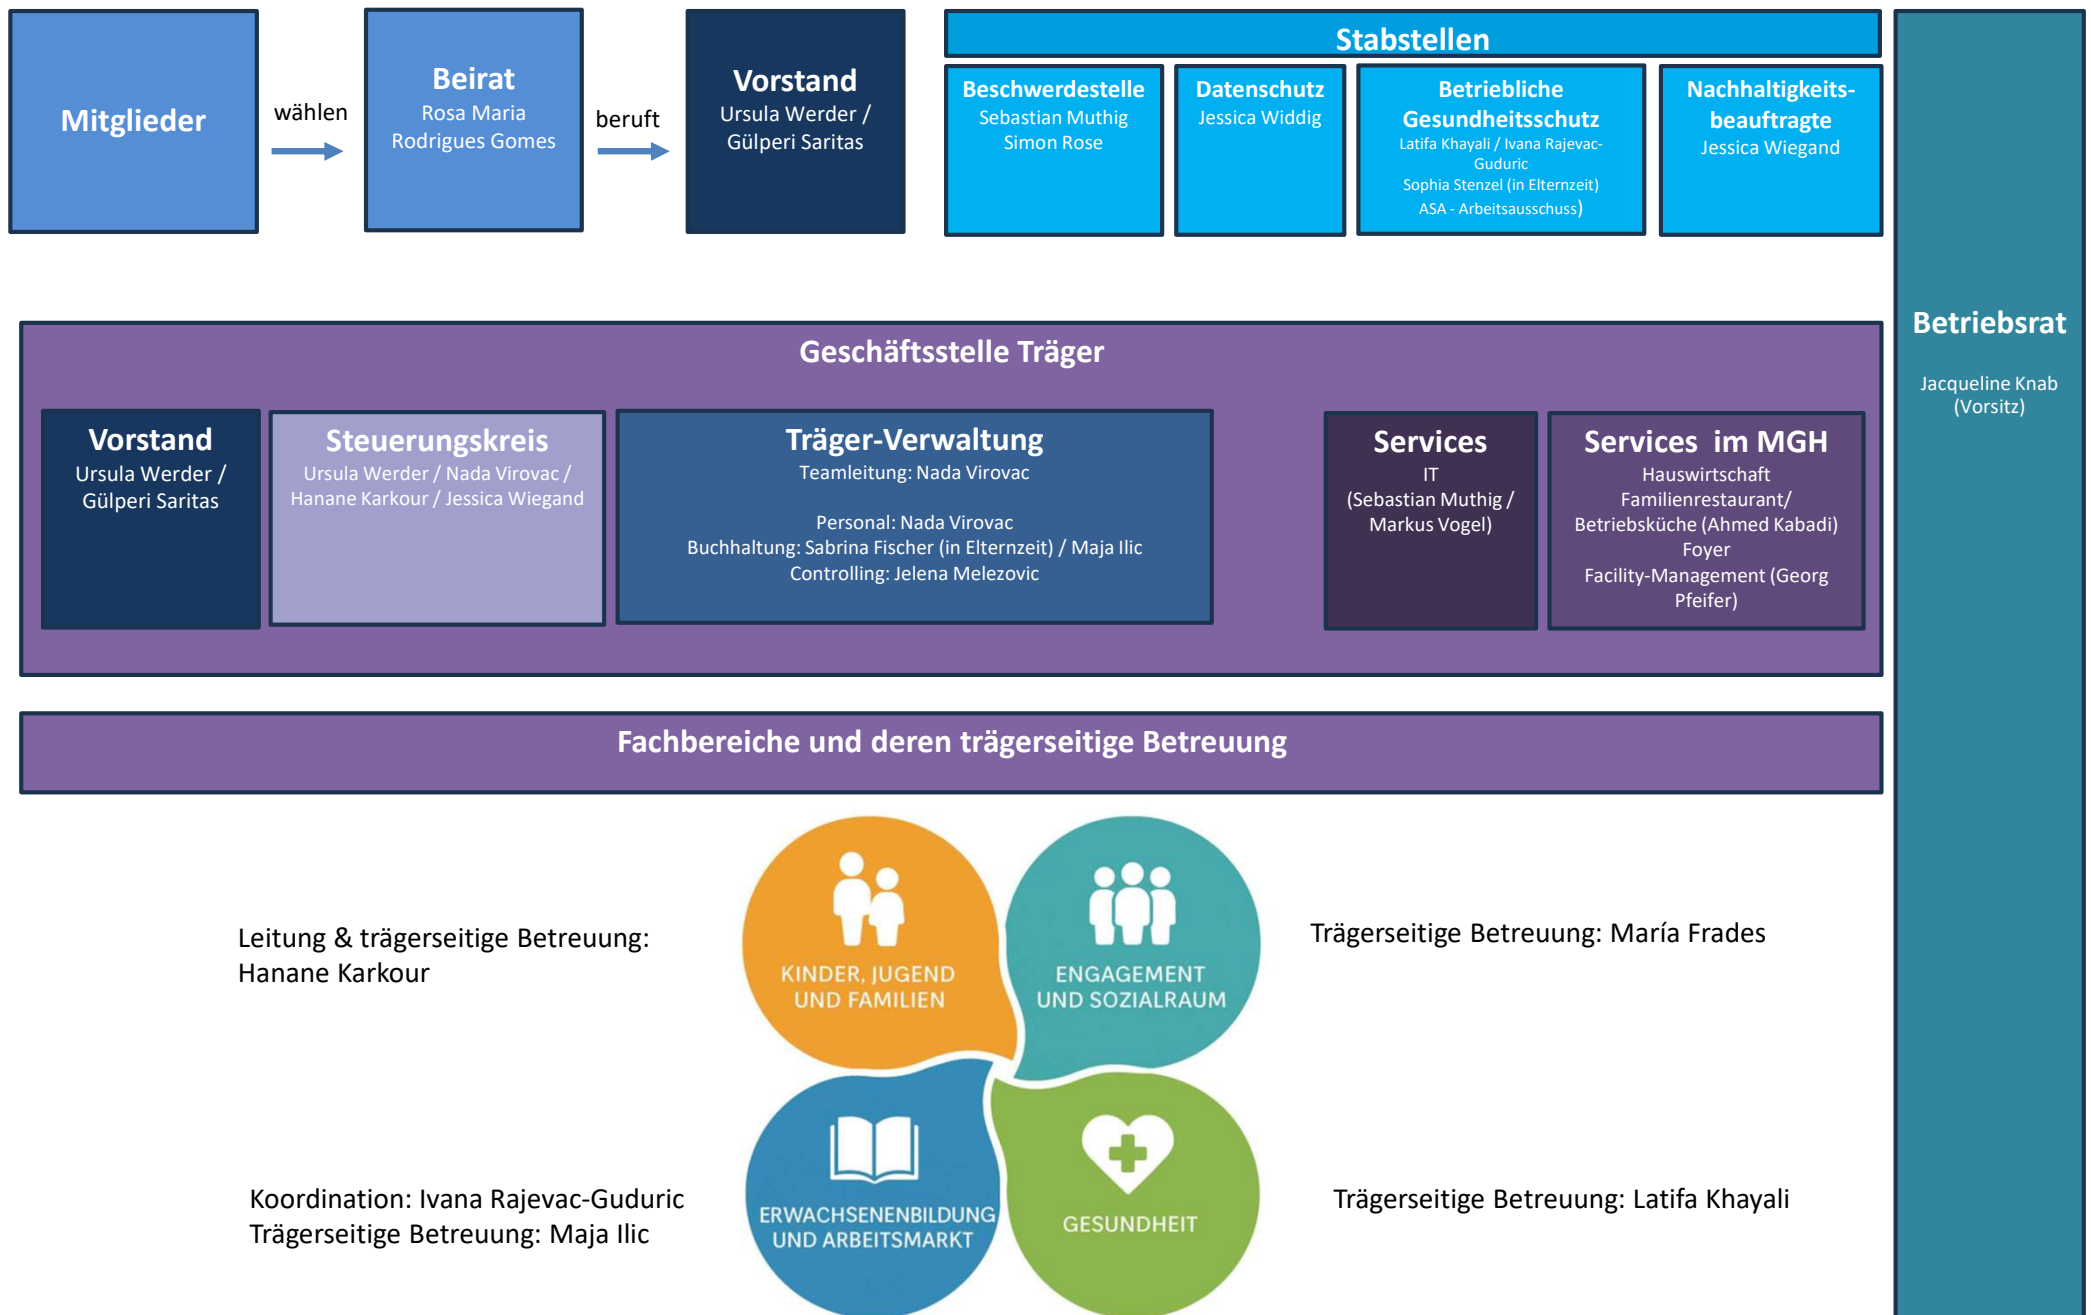 Mitglieder
wählen
Beirat
Rosa Maria
Rodrigues Gomes
beruft
Vorstand
Ursula Werder /
Gülperi Saritas
Stabstellen
Beschwerdestelle
Sebastian Muthig
Simon Rose
Datenschutz
Jessica Widdig
Betriebliche
Gesundheitsschutz
Latifa Khayali / Ivana Rajevac-
Guduric
Sophia Stenzel (in Elternzeit)
ASA - Arbeitsausschuss)
Nachhaltigkeits-
beauftragte
Jessica Wiegand
Betriebsrat
Jacqueline Knab
(Vorsitz)
Geschäftsstelle Träger
Vorstand
Ursula Werder /
Gülperi Saritas
Steuerungskreis
Ursula Werder / Nada Virovac /
Hanane Karkour / Jessica Wiegand
Träger-Verwaltung
Teamleitung: Nada Virovac
Personal: Nada Virovac
Buchhaltung: Sabrina Fischer (in Elternzeit) / Maja Ilic
Controlling: Jelena Melezovic
Services
IT
(Sebastian Muthig /
Markus Vogel)
Services im MGH
Hauswirtschaft
Familienrestaurant/
Betriebsküche (Ahmed Kabadi)
Foyer
Facility-Management (Georg
Pfeifer)
Fachbereiche und deren trägerseitige Betreuung
Leitung & trägerseitige Betreuung:
Hanane Karkour
KINDER, JUGEND
UND FAMILIEN
ENGAGEMENT
UND SOZIALRAUM
Trägerseitige Betreuung: María Frades
Koordination: Ivana Rajevac-Guduric
Trägerseitige Betreuung: Maja Ilic
ERWACHSENENBILDUNG
UND ARBEITSMARKT
GESUNDHEIT
Trägerseitige Betreuung: Latifa Khayali